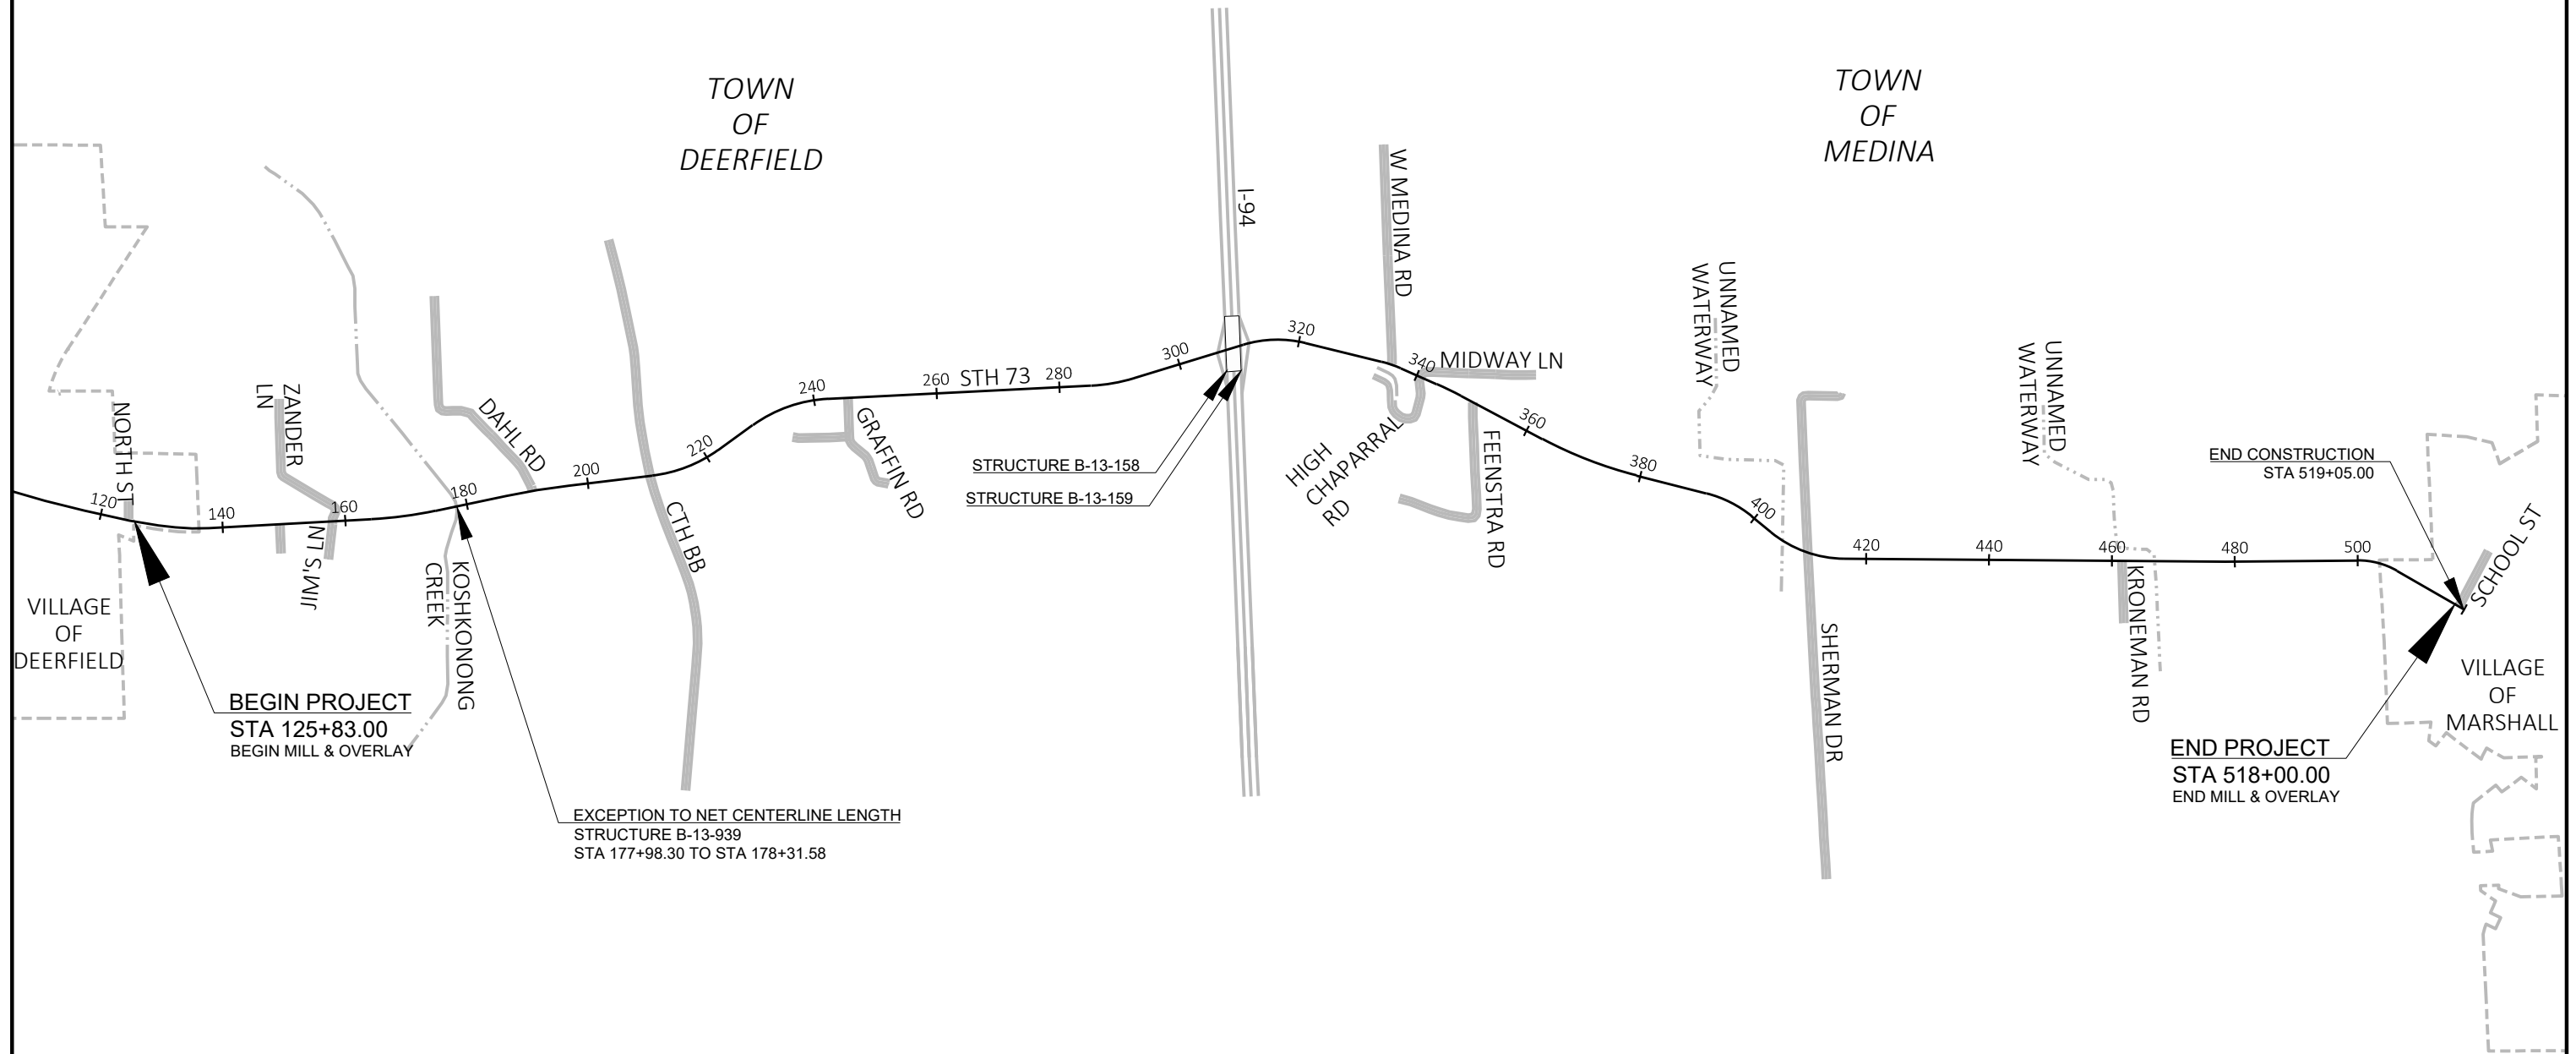 TOWN
OF
DEERFIELD
TOWN
OF
MEDINA
I-94
W MEDINA RD
UNNAMED
WATERWAY
UNNAMED
WATERWAY
ZANDER
LN
NORTH ST
JIM'S LN
DAHL RD
KOSHKONONG
CREEK
CTH BB
GRAFFIN RD
STH 73
MIDWAY LN
HIGH
CHAPARRAL
RD
FEENSTRA RD
SHERMAN DR
KRONEMAN RD
SCHOOL ST
120
140
160
180
200
220
240
260
280
300
320
340
360
380
400
420
440
460
480
500
STRUCTURE B-13-158
STRUCTURE B-13-159
END CONSTRUCTION
STA 519+05.00
VILLAGE
OF
DEERFIELD
VILLAGE
OF
MARSHALL
BEGIN PROJECT
STA 125+83.00
BEGIN MILL & OVERLAY
END PROJECT
STA 518+00.00
END MILL & OVERLAY
EXCEPTION TO NET CENTERLINE LENGTH
STRUCTURE B-13-939
STA 177+98.30 TO STA 178+31.58